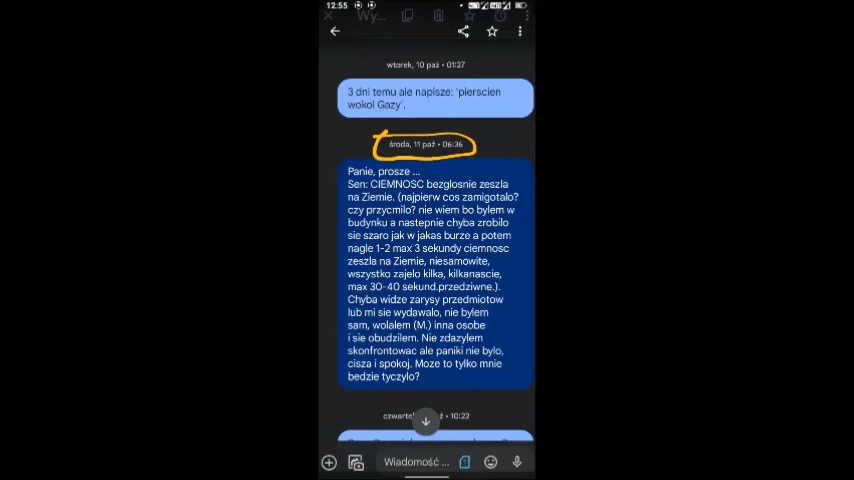 12:55
Wy...
wtorek, 10 paź • 01:27
3 dni temu ale napisze: 'pierscien
wokol Gazy'.
środa, 11 paź • 06:36
Panie, prosze ...
Sen: CIEMNOSC bezglosnie zeszla
na Ziemie. (najpierw cos zamigotalo?
czy przycmilo? nie wiem bo bylem w
budynku a nastepnie chyba zrobilo
sie szaro jak w jakas burze a potem
nagle 1-2 max 3 sekundy ciemnosc
zeszla na Ziemie, niesamowite,
wszystko zajelo kilka, kilkanascie,
max 30-40 sekund.przedziwne.).
Chyba widze zarysy przedmiotow
lub mi sie wydawalo, nie bylem
sam, wolalem (M.) inna osobe
i sie obudzilem. Nie zdazylem
skonfrontowac ale paniki nie bylo,
cisza i spokoj. Moze to tylko mnie
bedzie tyczylo?
10:22
Wiadomość ...